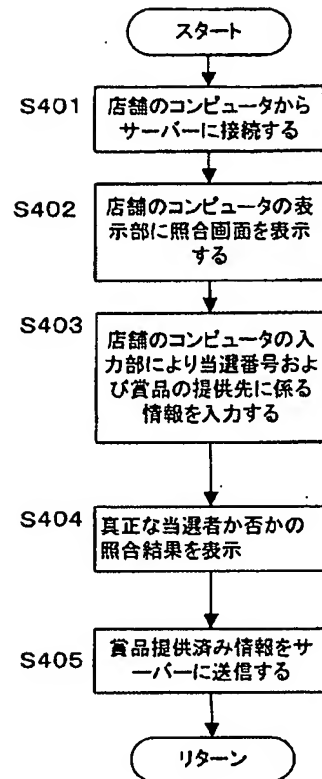 スタート
S401
店舗のコンピュータから
サーバーに接続する
S402
店舗のコンピュータの表
示部に照合画面を表示
する
S403
店舗のコンピュータの入
力部により当選番号およ
び賞品の提供先に係る
情報を入力する
S404
真正な当選者か否かの
照合結果を表示
S405
賞品提供済み情報をサ
ーバーに送信する
リターン